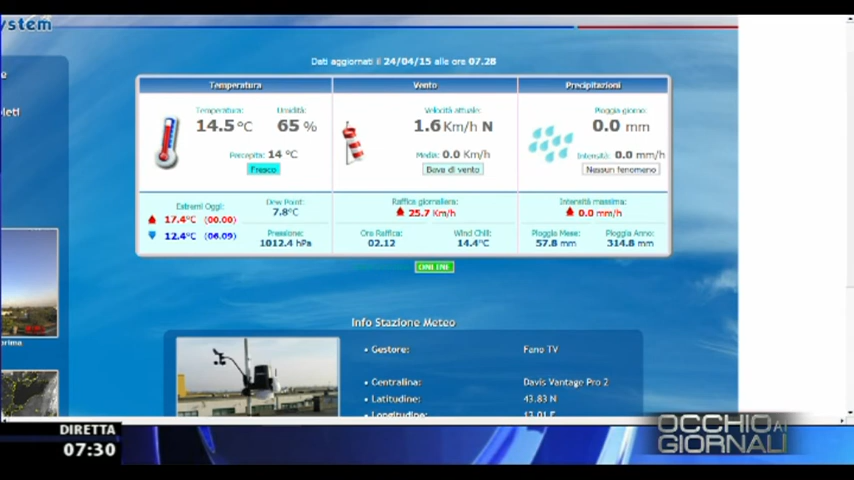 ystem
Dati aggiornati il 24/04/15 alle ore 07.28
Temperatura Vento Precipitazioni
Temperatura: Umidità:
14.5°C 65 %
Percepita: 14 °C
Fresco
Velocità attuale:
1.6 Km/h N
Media: 0.0 Km/h
Bava di vento
Pioggia giorno:
0.0 mm
Intensità: 0.0 mm/h
Nessun fenomeno
Estremi Oggi:
17.4°C (00.00)
12.4°C (06.09)
Dew Point:
7.8°C
Pressione:
1012.4 hPa
Raffica giornaliera:
25.7 Km/h
Ora Raffica: Wind Chill:
02.12 14.4°C
Intensità massima:
0.0 mm/h
Pioggia Mese: Pioggia Anno:
57.8 mm 314.8 mm
ONLINE
Info Stazione Meteo
• Gestore: Fano TV
• Centralina: Davis Vantage Pro 2
• Latitudine: 43.83 N
• Longitudine: 13.01 E
DIRETTA
07:30
OCCHIO AI
GIORNALI